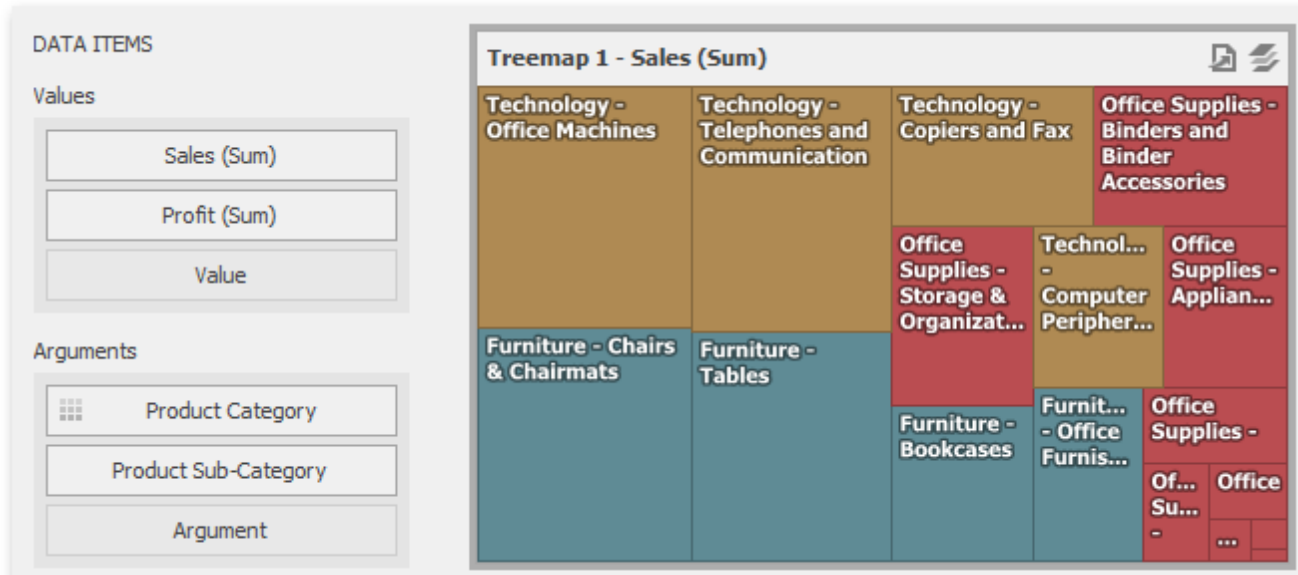 DATA ITEMS
Values
Sales (Sum)
Profit (Sum)
Value
Arguments
Product Category
Product Sub-Category
Argument
Treemap 1 - Sales (Sum)
Technology -
Office Machines
Technology -
Telephones and
Communication
Technology -
Copiers and Fax
Office Supplies -
Binders and
Binder
Accessories
Office
Supplies -
Storage &
Organizat...
Technol...
-
Computer
Peripher...
Office
Supplies -
Applian...
Furniture - Chairs
& Chairmats
Furniture -
Tables
Furniture -
Bookcases
Furnit...
- Office
Furnis...
Office
Supplies -
Of...
Su...
-
Office
...